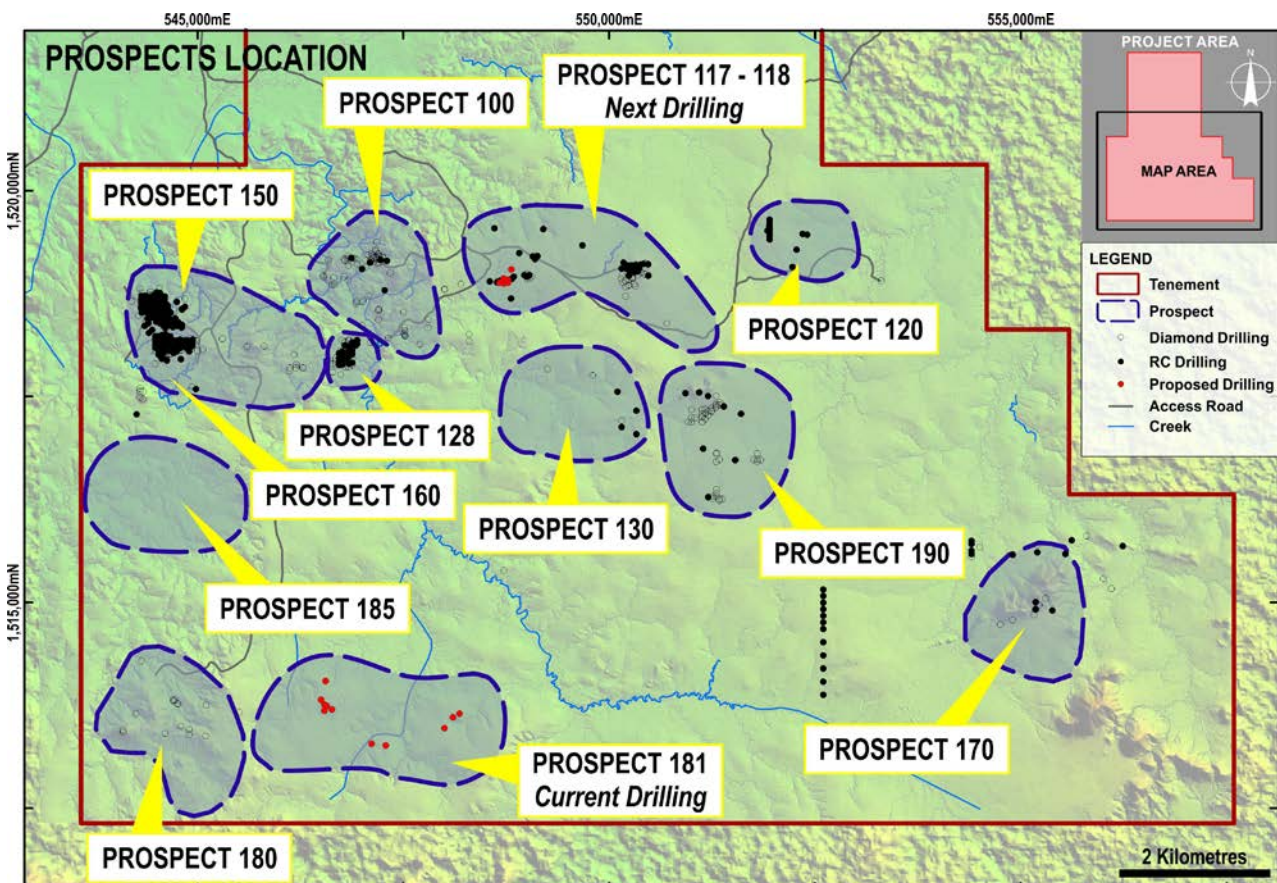 545,000mE
550,000mE
555,000mE
PROSPECTS LOCATION
PROSPECT 100
PROSPECT 117 - 118
Next Drilling
PROJECT AREA
N
MAP AREA
1,520,000mN
PROSPECT 150
LEGEND
Tenement
Prospect
Diamond Drilling
RC Drilling
Proposed Drilling
Access Road
Creek
PROSPECT 120
PROSPECT 128
PROSPECT 160
PROSPECT 130
PROSPECT 190
PROSPECT 185
1,515,000mN
PROSPECT 170
PROSPECT 181
Current Drilling
PROSPECT 180
2 Kilometres